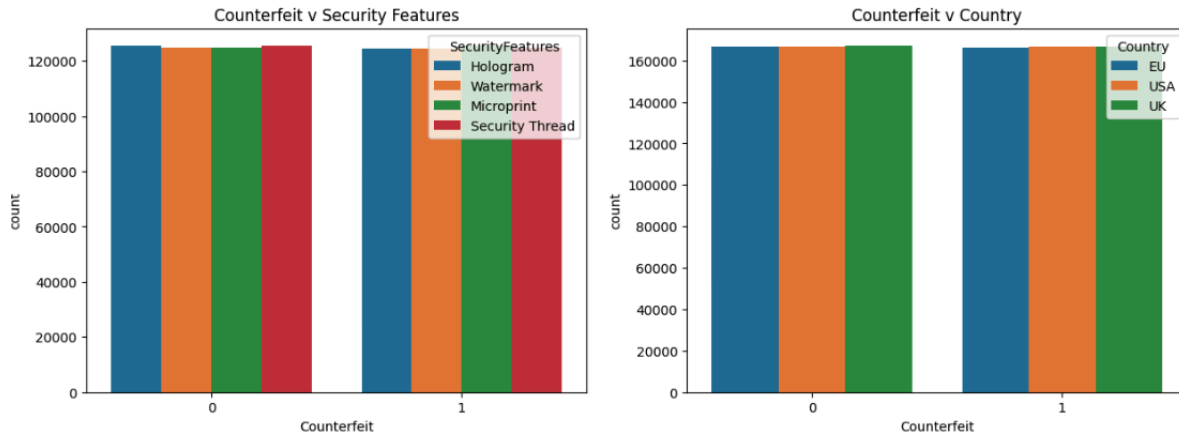 Counterfeit v Security Features
SecurityFeatures
Hologram
Watermark
Microprint
Security Thread
120000
100000
80000
60000
40000
20000
0
count
0
1
Counterfeit
Counterfeit v Country
Country
EU
USA
UK
160000
140000
120000
100000
80000
60000
40000
20000
0
count
0
1
Counterfeit